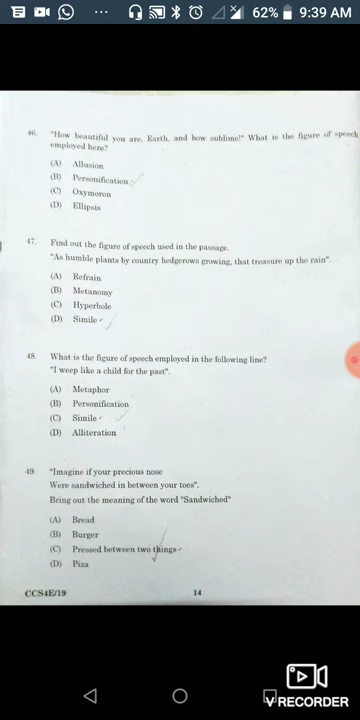 62% 9:39 AM
46. "How beautiful you are, Earth, and how sublime!" What is the figure of speech
employed here?
(A) Allusion
(B) Personification
(C) Oxymoron
(D) Ellipsis
47. Find out the figure of speech used in the passage.
"As humble plants by country hedgerows growing, that treasure up the rain".
(A) Refrain
(B) Metanomy
(C) Hyperbole
(D) Simile
48. What is the figure of speech employed in the following line?
"I weep like a child for the past".
(A) Metaphor
(B) Personification
(C) Simile
(D) Alliteration
49. "Imagine if your precious nose
Were sandwiched in between your toes".
Bring out the meaning of the word "Sandwiched"
(A) Bread
(B) Burger
(C) Pressed between two things
(D) Piza
CCS4E/19 14
V RECORDER